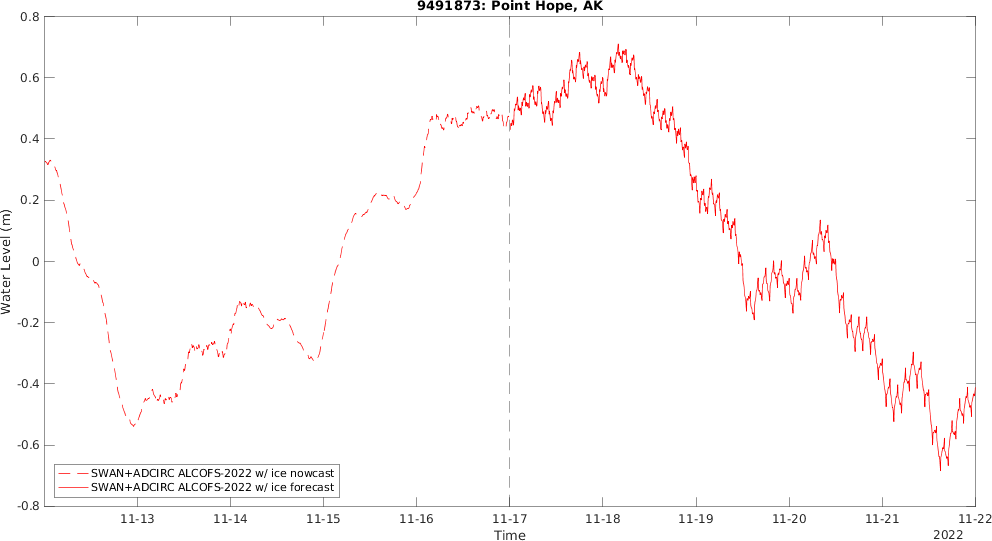 9491873: Point Hope, AK
0.8
0.6
0.4
0.2
0
-0.2
-0.4
-0.6
-0.8
Water Level (m)
SWAN+ADCIRC ALCOFS-2022 w/ ice nowcast
SWAN+ADCIRC ALCOFS-2022 w/ ice forecast
11-13 11-14 11-15 11-16 11-17 11-18 11-19 11-20 11-21 11-22
Time
2022